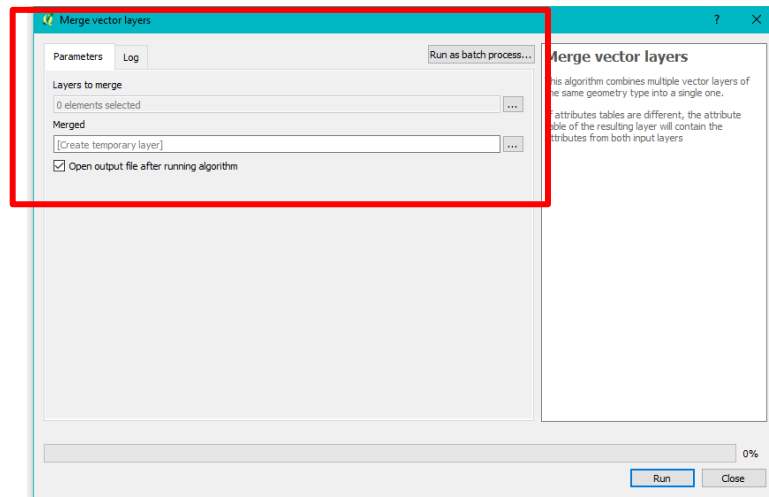 Merge vector layers
?
Parameters
Log
Run as batch process...
Layers to merge
0 elements selected
...
Merged
[Create temporary layer]
...
Open output file after running algorithm
Merge vector layers
his algorithm combines multiple vector layers of
e same geometry type into a single one.
attributes tables are different, the attribute
able of the resulting layer will contain the
ttributes from both input layers
0%
Run
Close